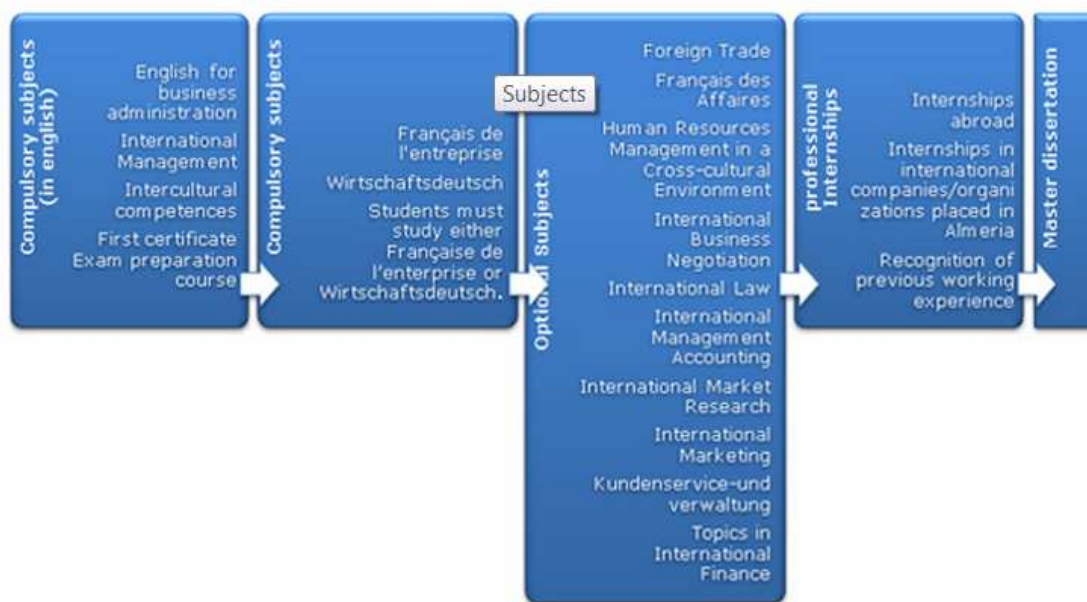 Compulsory subjects
(in english)
English for
business
administration
International
Management
Intercultural
competences
First certificate
Exam preparation
course
Compulsory subjects
Français de
l'entreprise
Wirtschaftsdeutsch
Students must
study either
Française de
l'enterprise or
Wirtschaftsdeutsch.
Subjects
Optional Subjects
Foreign Trade
Français des
Affaires
Human Resources
Management in a
Cross-cultural
Environment
International
Business
Negotiation
International Law
International
Management
Accounting
International Market
Research
International
Marketing
Kundenservice-und
verwaltung
Topics in
International
Finance
professional
Internships
Internships
abroad
Internships in
international
companies/organi
zations placed in
Almeria
Recognition of
previous working
experience
Master dissertation